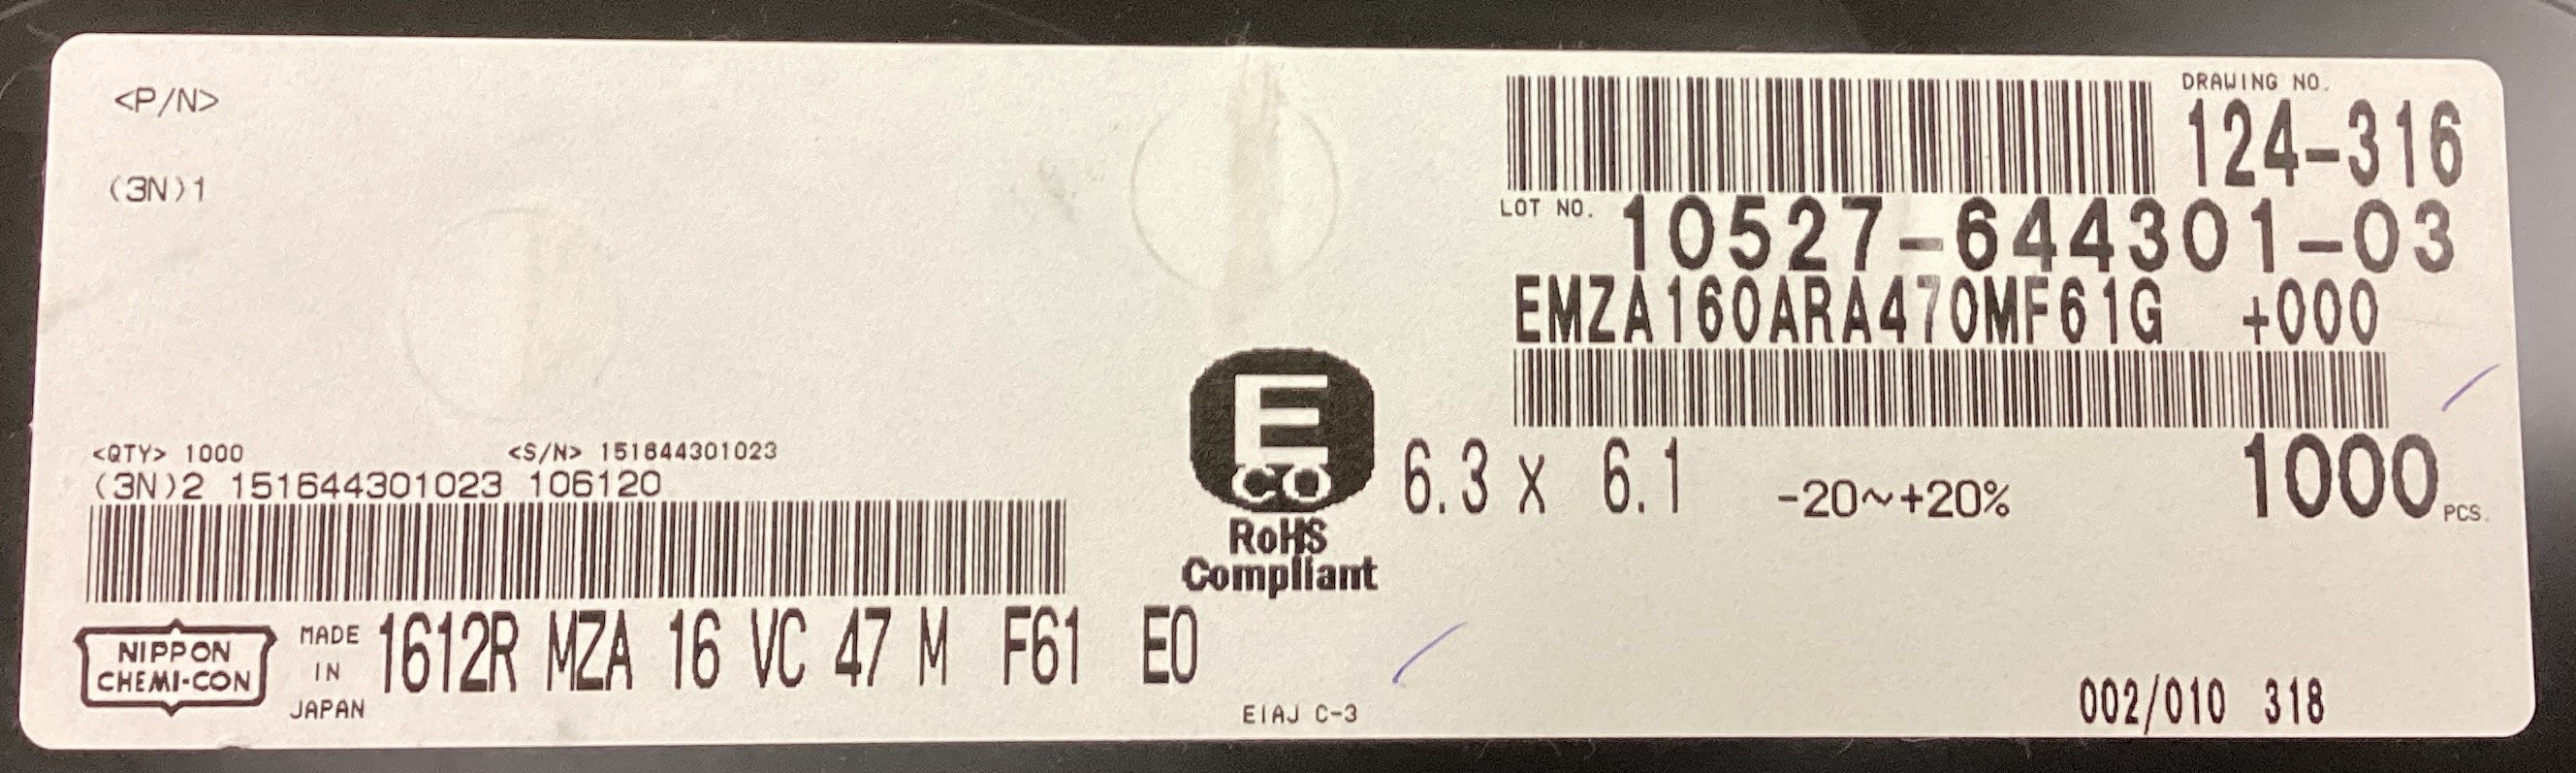 <P/N>
(3N)1
DRAWING NO.
124-316
LOT NO. 10527-644301-03
EMZA160ARA470MF61G +000
<QTY> 1000 <S/N> 151644301023
(3N)2 151644301023 106120
E
CO
RoHS
Compliant
6.3 x 6.1 -20~+20% 1000 PCS.
NIPPON
CHEMI-CON
MADE
IN
JAPAN
1612R MZA 16 VC 47 M F61 E0
EIAJ C-3
002/010 318